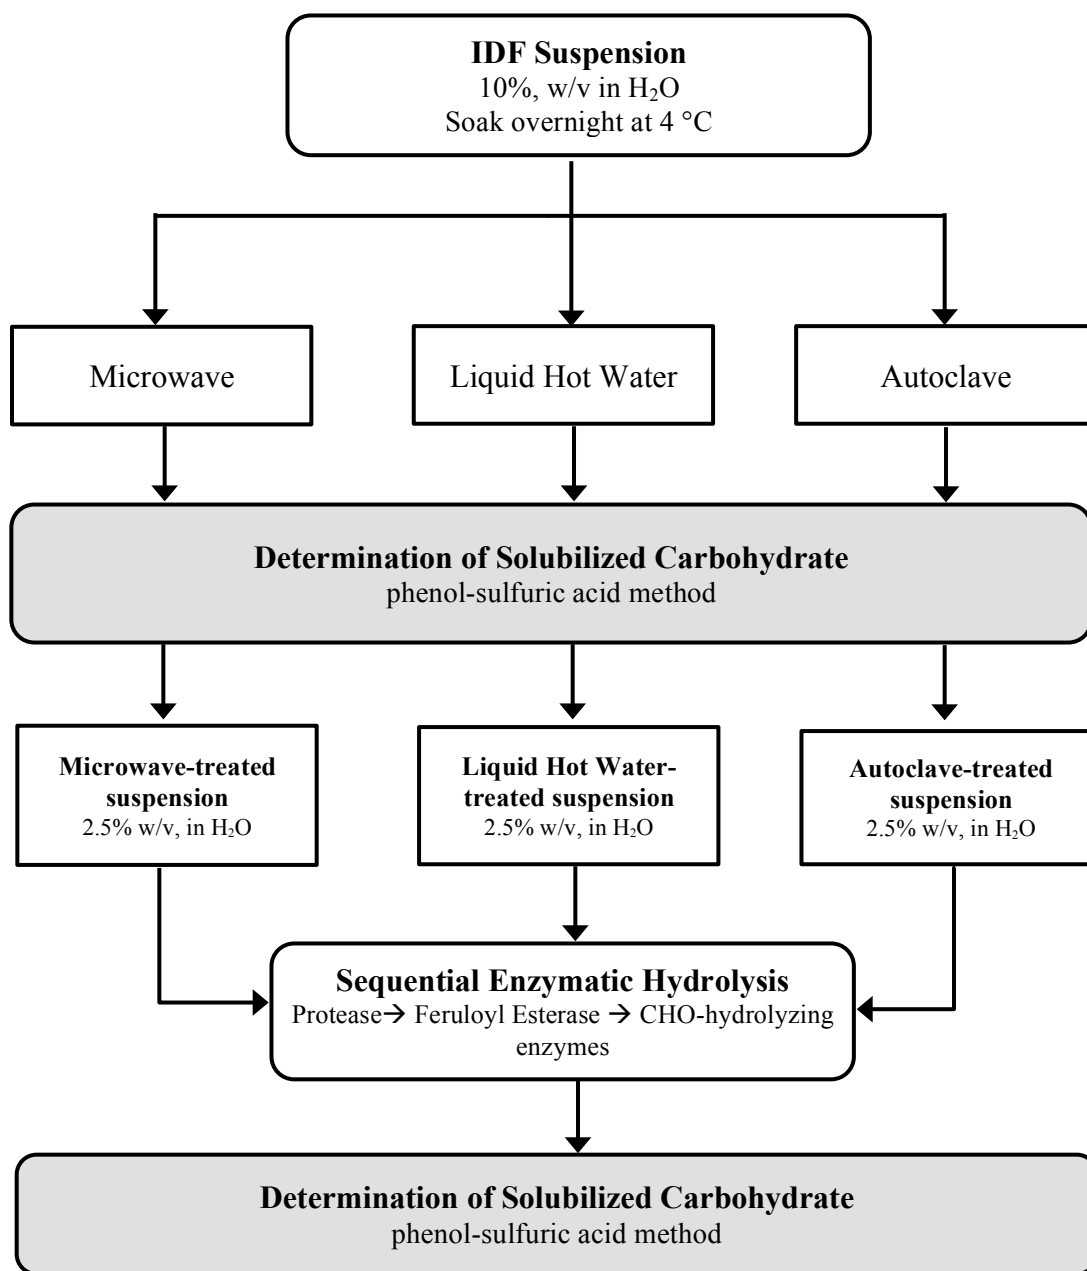 IDF Suspension
10%, w/v in H₂O
Soak overnight at 4 °C
Microwave
Liquid Hot Water
Autoclave
Determination of Solubilized Carbohydrate
phenol-sulfuric acid method
Microwave-treated
suspension
2.5% w/v, in H₂O
Liquid Hot Water-
treated suspension
2.5% w/v, in H₂O
Autoclave-treated
suspension
2.5% w/v, in H₂O
Sequential Enzymatic Hydrolysis
Protease→ Feruloyl Esterase → CHO-hydrolyzing
enzymes
Determination of Solubilized Carbohydrate
phenol-sulfuric acid method